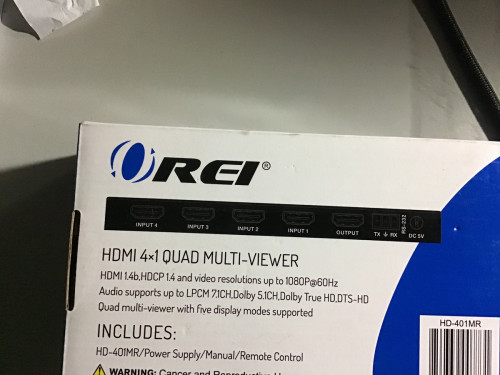 OREI®
INPUT 4 INPUT 3 INPUT 2 INPUT 1 OUTPUT TX RX RS-232 DC 5V
HDMI 4×1 QUAD MULTI-VIEWER
HDMI 1.4b,HDCP 1.4 and video resolutions up to 1080P@60Hz
Audio supports up to LPCM 7.1CH,Dolby 5.1CH,Dolby True HD,DTS-HD
Quad multi-viewer with five display modes supported
INCLUDES:
HD-401MR/Power Supply/Manual/Remote Control
HD-401MR
WARNING: Cancer and Reproductive